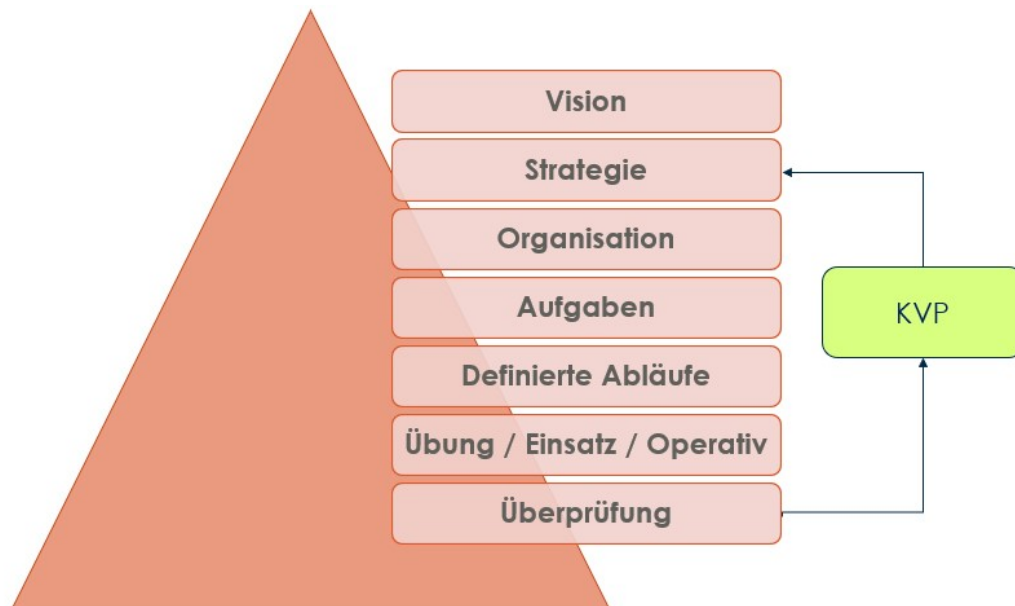 Vision
Strategie
Organisation
Aufgaben
Definierte Abläufe
Übung / Einsatz / Operativ
Überprüfung
KVP